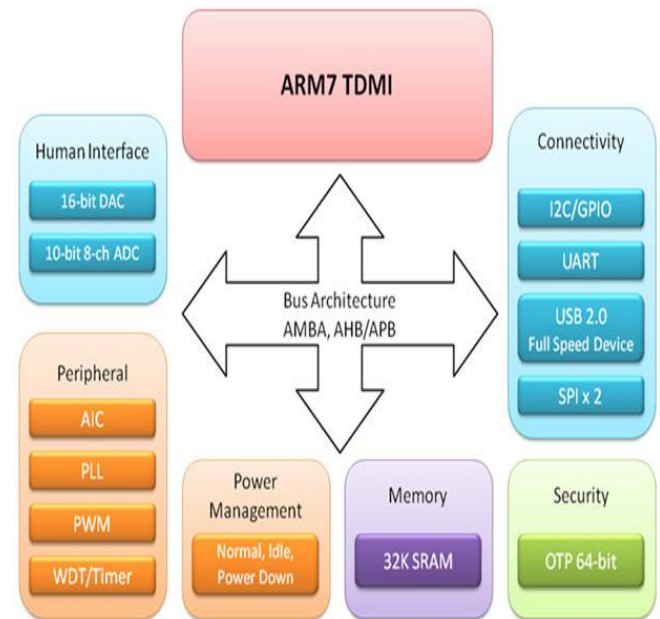 ARM7 TDMI
Human Interface
16-bit DAC
10-bit 8-ch ADC
Connectivity
I2C/GPIO
UART
USB 2.0
Full Speed Device
SPI x 2
Bus Architecture
AMBA, AHB/APB
Peripheral
AIC
PLL
PWM
WDT/Timer
Power
Management
Normal, Idle,
Power Down
Memory
32K SRAM
Security
OTP 64-bit